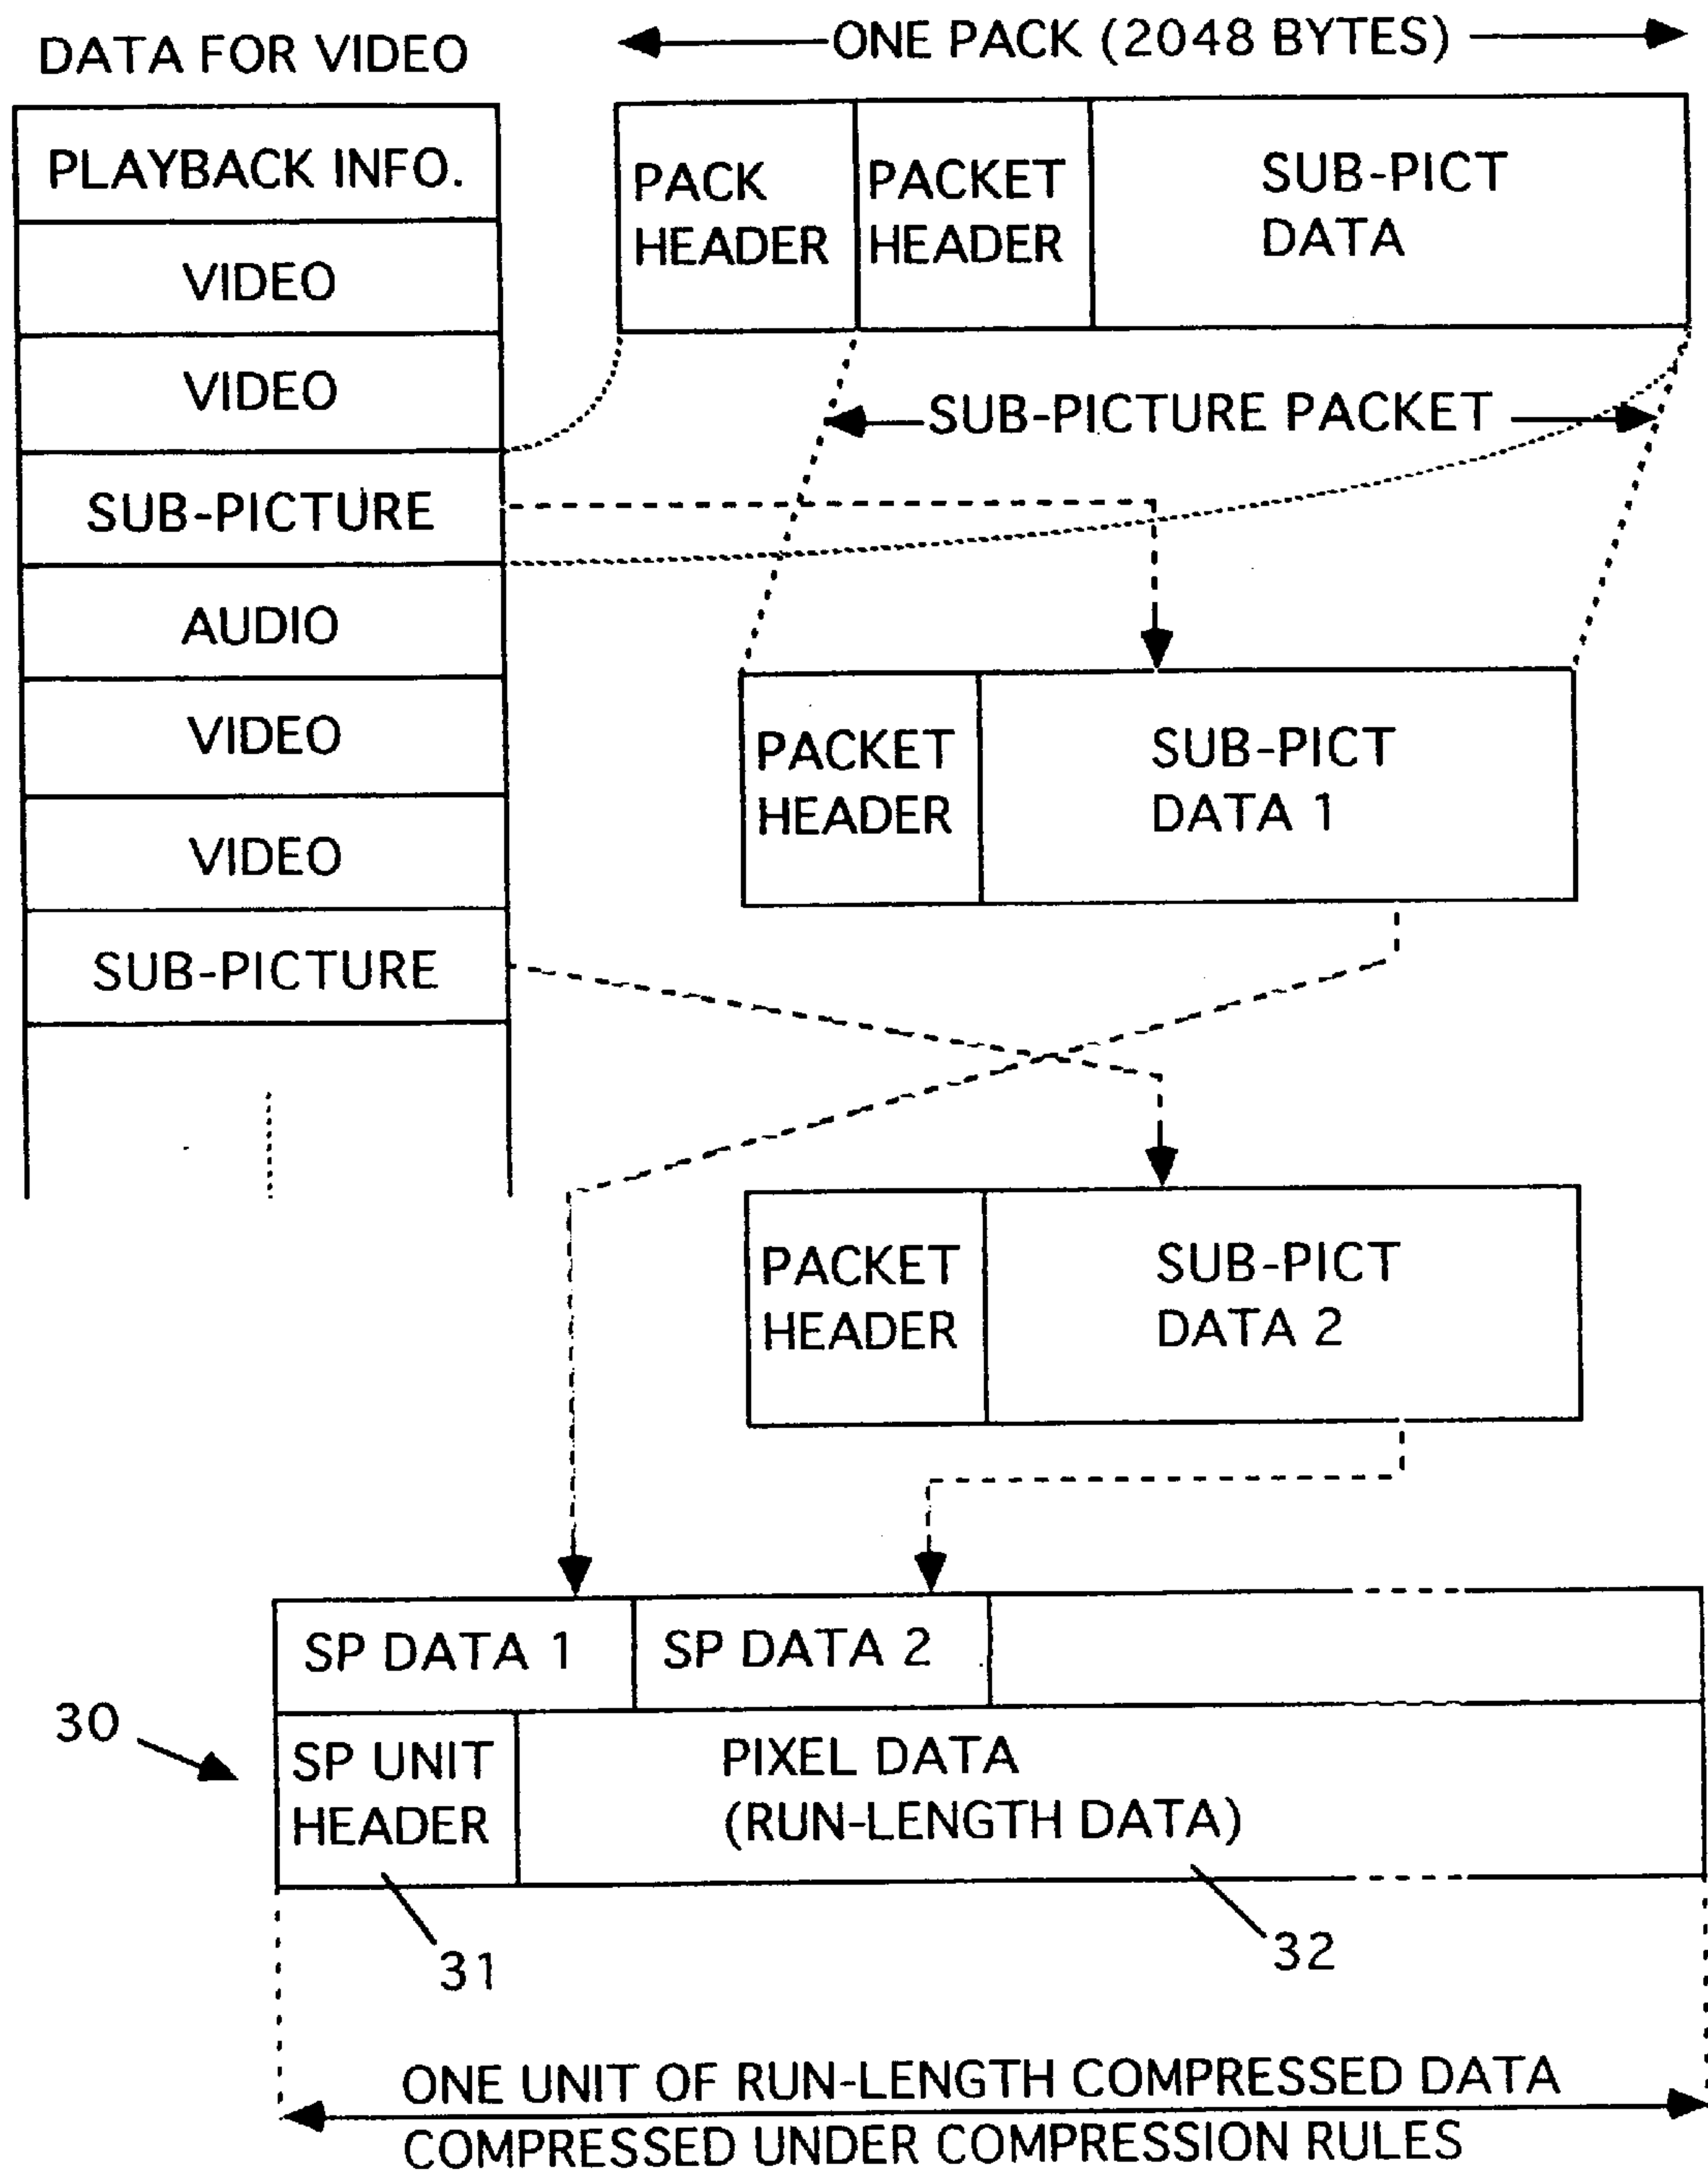 DATA FOR VIDEO
ONE PACK (2048 BYTES)
PLAYBACK INFO.
VIDEO
VIDEO
SUB-PICTURE
AUDIO
VIDEO
VIDEO
SUB-PICTURE
PACK
HEADER
PACKET
HEADER
SUB-PICT
DATA
SUB-PICTURE PACKET
PACKET
HEADER
SUB-PICT
DATA 1
PACKET
HEADER
SUB-PICT
DATA 2
SP DATA 1
SP DATA 2
30
SP UNIT
HEADER
PIXEL DATA
(RUN-LENGTH DATA)
31
32
ONE UNIT OF RUN-LENGTH COMPRESSED DATA
COMPRESSED UNDER COMPRESSION RULES